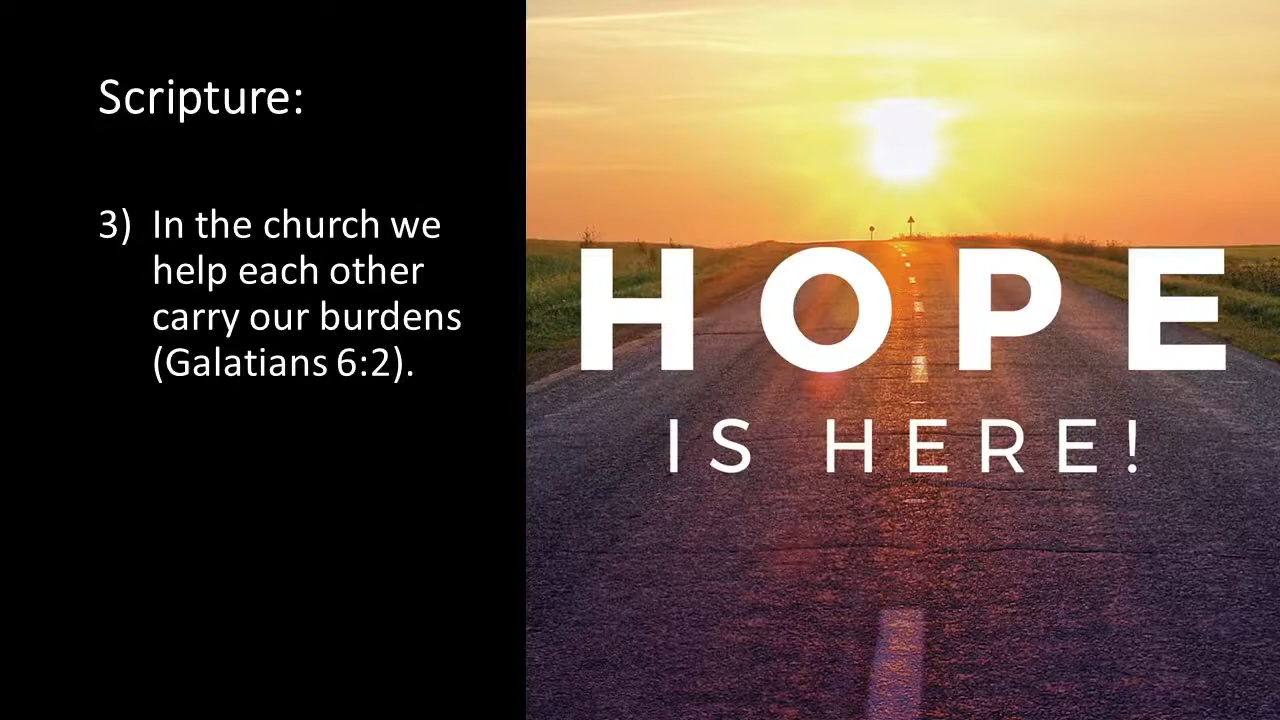 Scripture:
3) In the church we
help each other
carry our burdens
(Galatians 6:2).
HOPE
IS HERE!